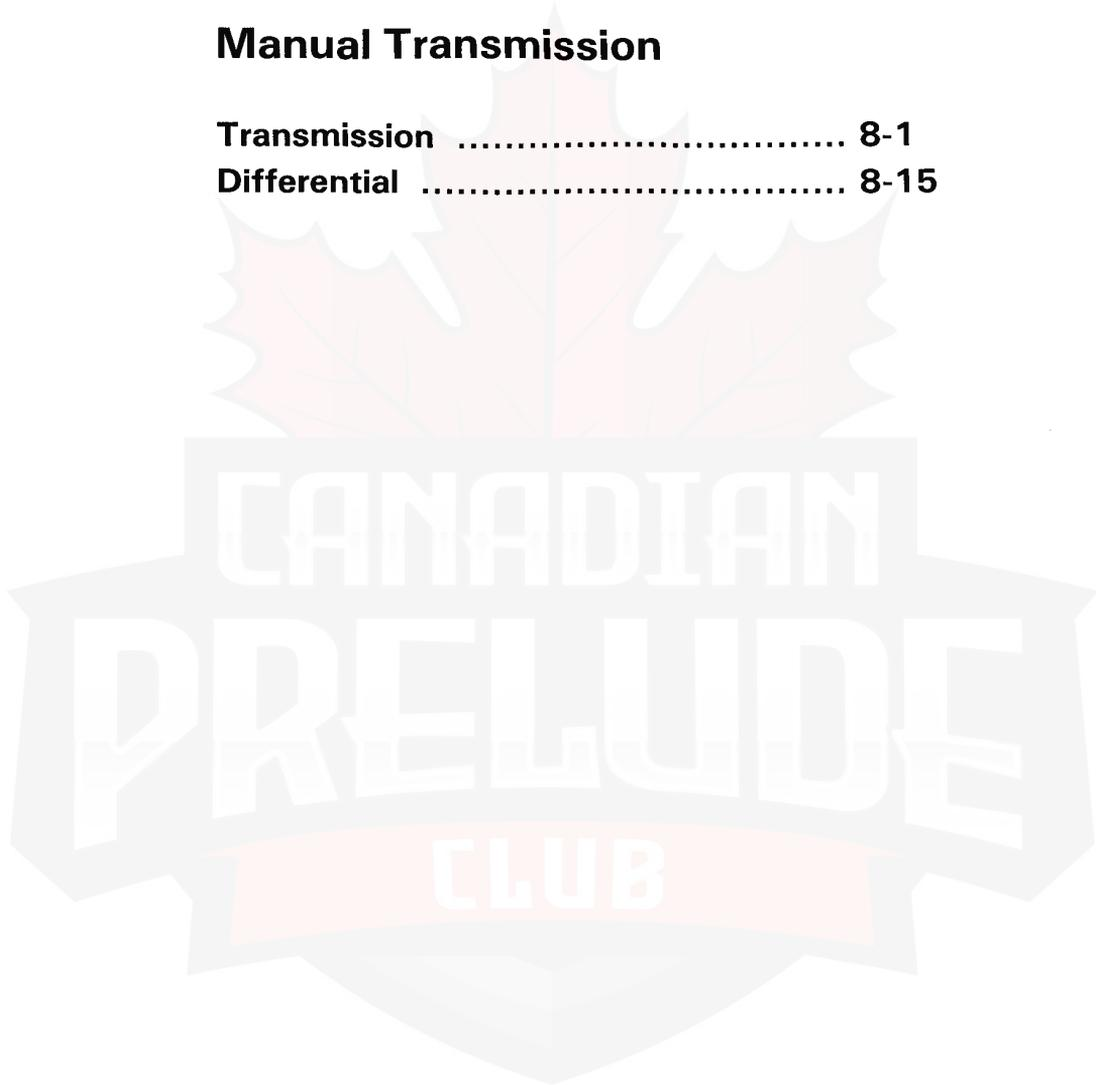 Manual Transmission
Transmission ................................. 8-1
Differential .................................... 8-15
CANADIAN
PRELUDE
CLUB